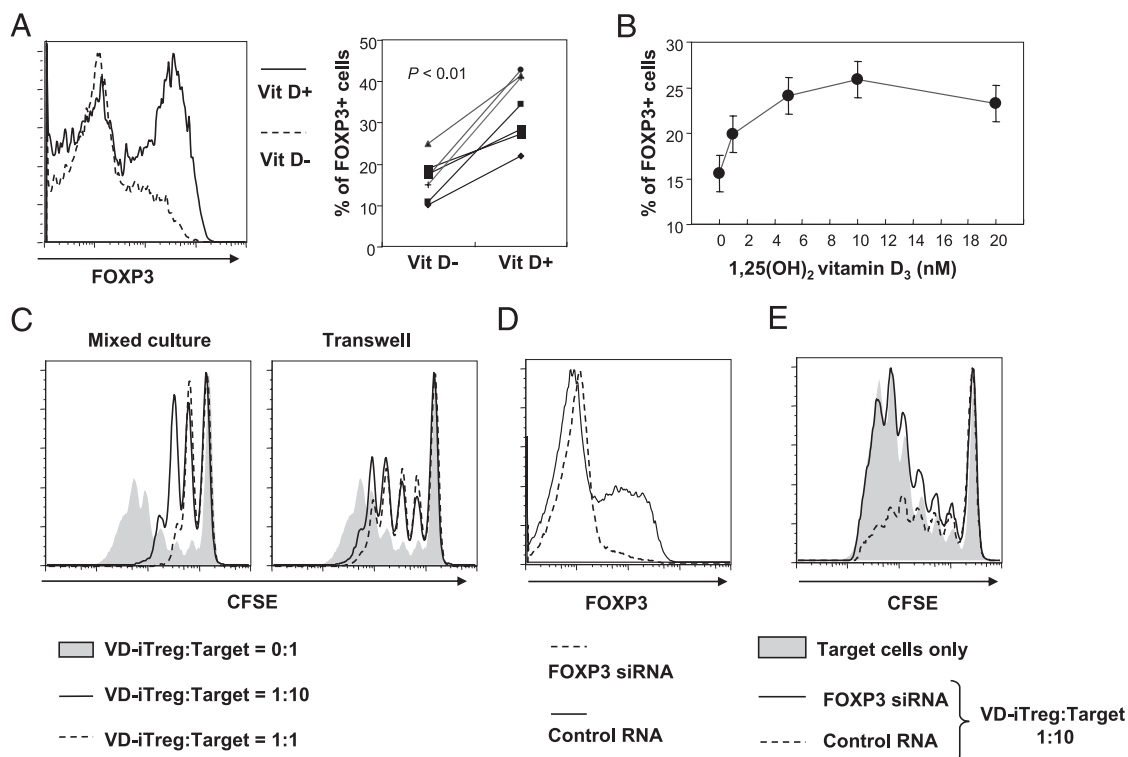 A
Vit D+
Vit D-
FOXP3
% of FOXP3+ cells
50
40
30
20
10
0
P < 0.01
Vit D-
Vit D+
B
% of FOXP3+ cells
30
25
20
15
10
0 2 4 6 8 10 12 14 16 18 20
1,25(OH)₂ vitamin D₃ (nM)
C
Mixed culture
Transwell
CFSE
VD-iTreg:Target = 0:1
VD-iTreg:Target = 1:10
VD-iTreg:Target = 1:1
D
FOXP3
FOXP3 siRNA
Control RNA
E
CFSE
Target cells only
FOXP3 siRNA
Control RNA
VD-iTreg:Target
1:10